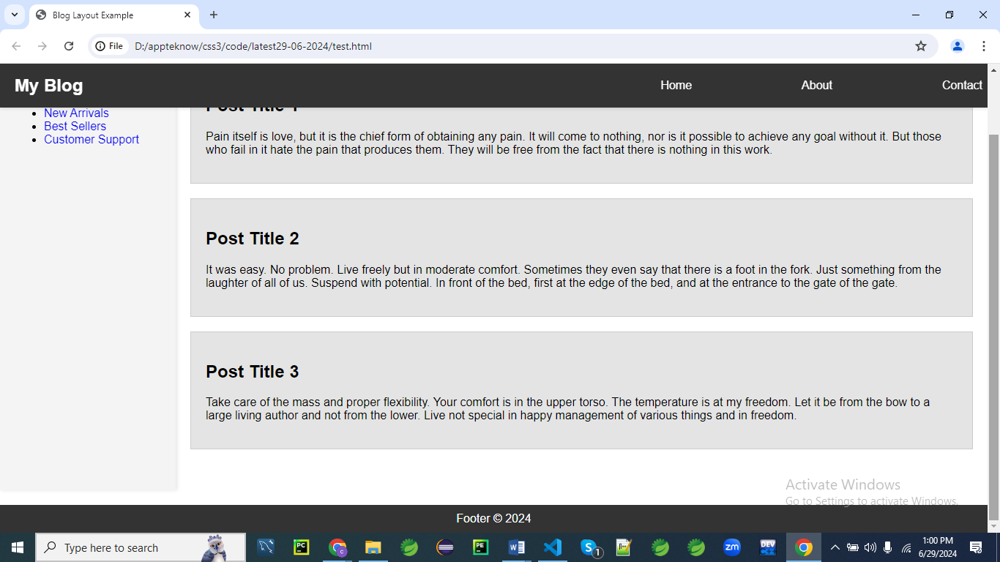 Blog Layout Example
File
D:/appteknow/css3/code/latest29-06-2024/test.html
My Blog
Home
About
Contact
New Arrivals
Best Sellers
Customer Support
Post Title 1
Pain itself is love, but it is the chief form of obtaining any pain. It will come to nothing, nor is it possible to achieve any goal without it. But those
who fail in it hate the pain that produces them. They will be free from the fact that there is nothing in this work.
Post Title 2
It was easy. No problem. Live freely but in moderate comfort. Sometimes they even say that there is a foot in the fork. Just something from the
laughter of all of us. Suspend with potential. In front of the bed, first at the edge of the bed, and at the entrance to the gate of the gate.
Post Title 3
Take care of the mass and proper flexibility. Your comfort is in the upper torso. The temperature is at my freedom. Let it be from the bow to a
large living author and not from the lower. Live not special in happy management of various things and in freedom.
Activate Windows
Go to Settings to activate Windows.
Footer © 2024
Type here to search
PC
C
PE
W
S
1
zm
DEV
1:00 PM
6/29/2024